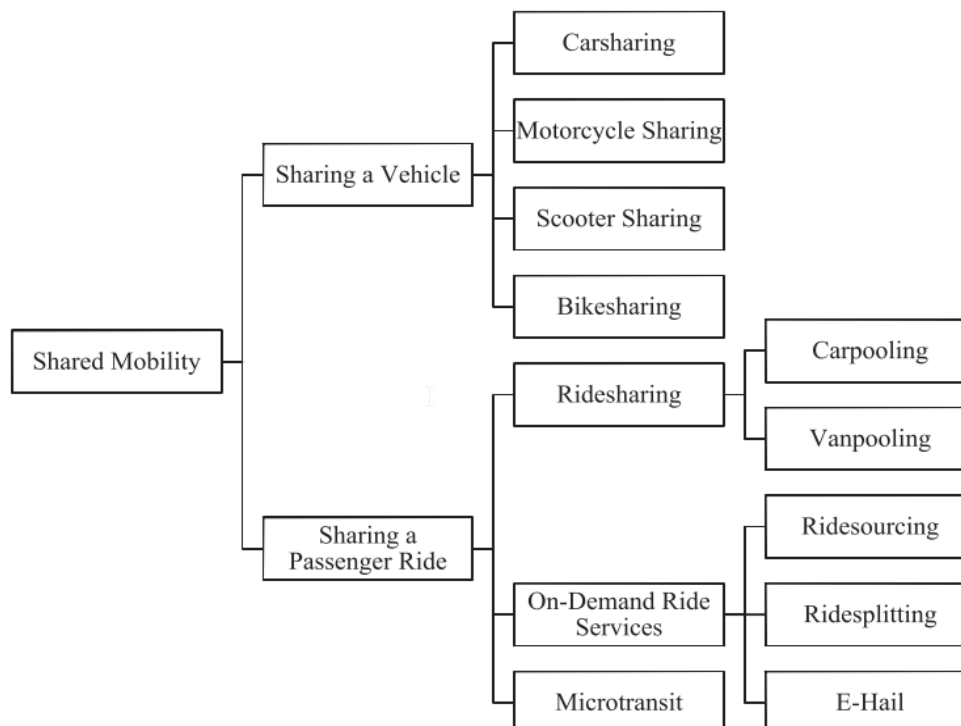 Shared Mobility
Sharing a Vehicle
Carsharing
Motorcycle Sharing
Scooter Sharing
Bikesharing
Sharing a
Passenger Ride
Ridesharing
Carpooling
Vanpooling
On-Demand Ride
Services
Ridesourcing
Ridesplitting
E-Hail
Microtransit